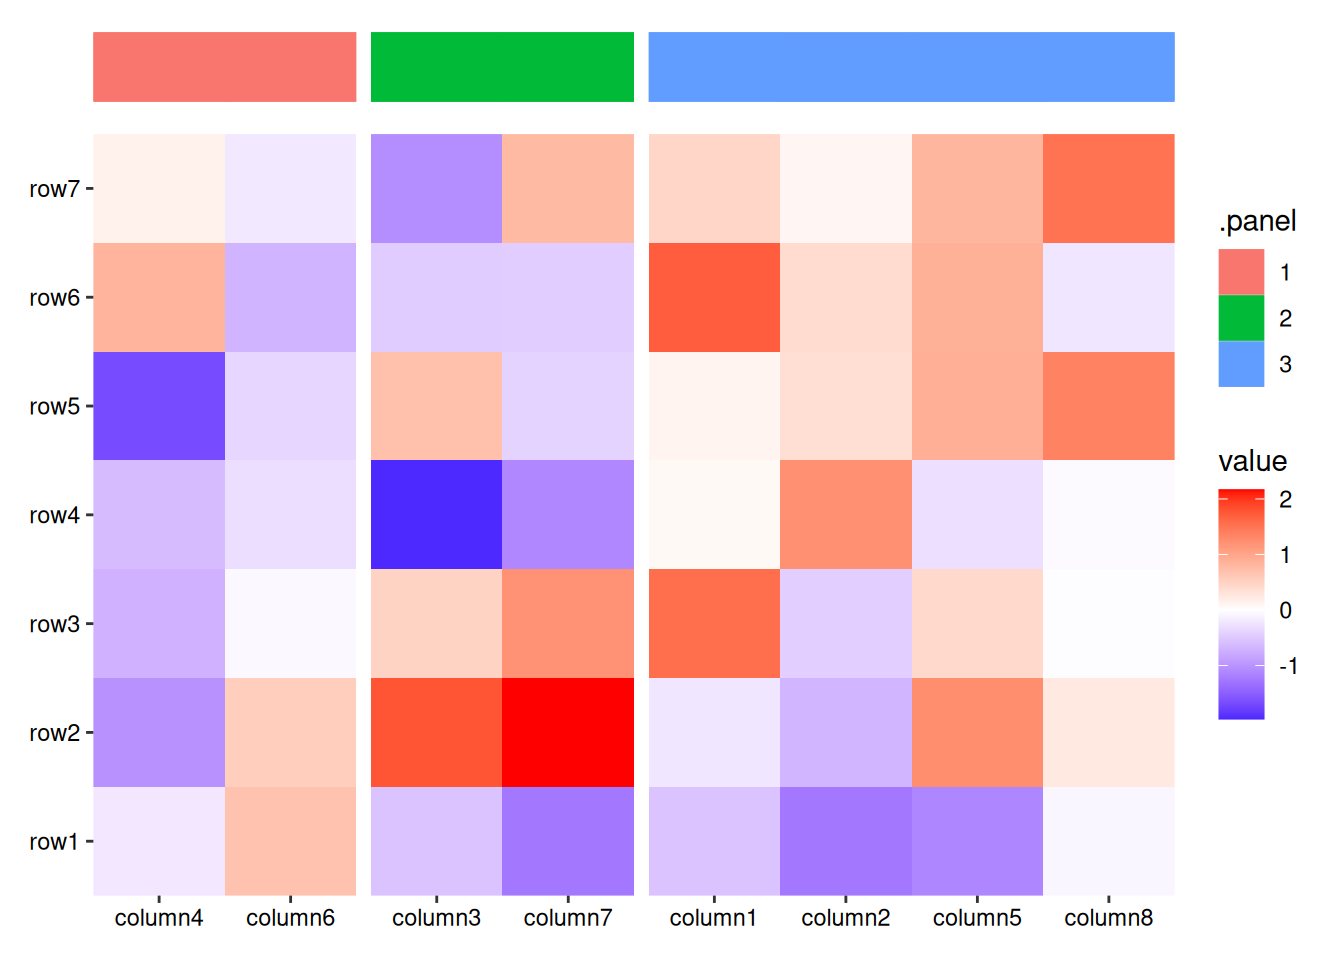 row7
row6
row5
row4
row3
row2
row1
column4 column6 column3 column7 column1 column2 column5 column8
.panel
1
2
3
value
2
1
0
-1